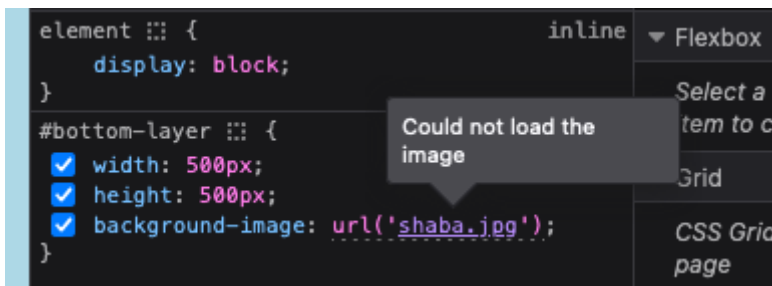 element {
inline
display: block;
}
#bottom-layer {
width: 500px;
height: 500px;
background-image: url('shaba.jpg');
}
Could not load the
image
Flexbox
Select a
item to c
Grid
CSS Grid
page